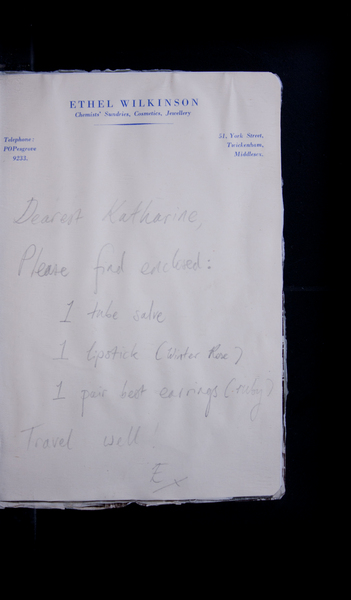 ETHEL WILKINSON
Chemists' Sundries, Cosmetics, Jewellery
Telephone:
POPesgrove
9233.
51, York Street,
Twickenham,
Middlesex.
Dearest Katharine,
Please find enclosed:
1 tube salve
1 lipstick (Winter Rose)
1 pair best earrings (ruby)
Travel well!
Ex